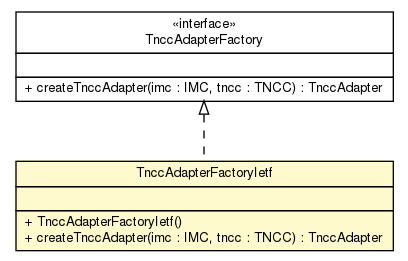 «interface»
TnccAdapterFactory
+ createTnccAdapter(imc : IMC, tncc : TNCC) : TnccAdapter
TnccAdapterFactoryIetf
+ TnccAdapterFactoryIetf()
+ createTnccAdapter(imc : IMC, tncc : TNCC) : TnccAdapter